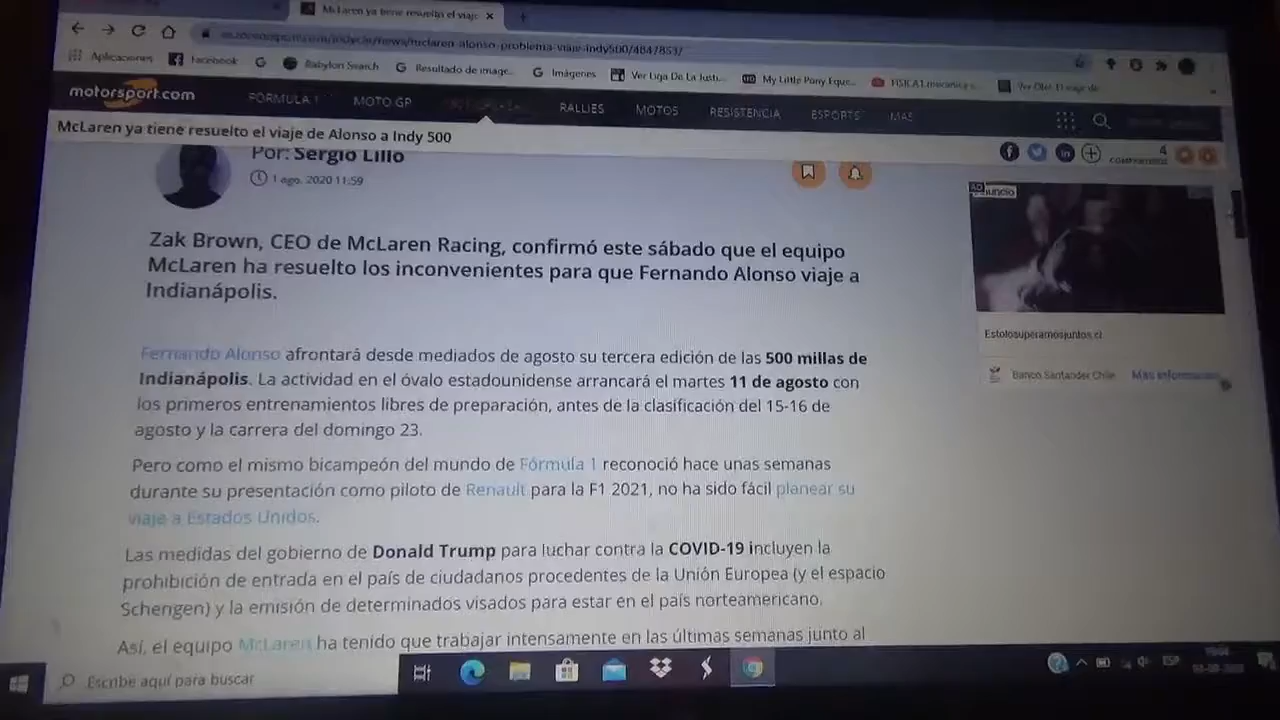 McLaren ya tiene resuelto el viaje
alonso-problema-viaje-indy500/4847853/
Aplicaciones Facebook Babylon Search Resultado de image... Imágenes Ver Liga De La Justi... My Little Pony Eque...
motorsport.com FÓRMULA 1 MOTO GP RALLIES MOTOS RESISTENCIA ESPORTS MÁS
McLaren ya tiene resuelto el viaje de Alonso a Indy 500
Por: Sergio Lillo
4
1 ago. 2020 11:59
Zak Brown, CEO de McLaren Racing, confirmó este sábado que el equipo
McLaren ha resuelto los inconvenientes para que Fernando Alonso viaje a
Indianápolis.
Estolosuperamosjuntos.cl
Banco Santander Chile Más información
Fernando Alonso afrontará desde mediados de agosto su tercera edición de las 500 millas de
Indianápolis. La actividad en el óvalo estadounidense arrancará el martes 11 de agosto con
los primeros entrenamientos libres de preparación, antes de la clasificación del 15-16 de
agosto y la carrera del domingo 23.
Pero como el mismo bicampeón del mundo de Fórmula 1 reconoció hace unas semanas
durante su presentación como piloto de Renault para la F1 2021, no ha sido fácil planear su
viaje a Estados Unidos.
Las medidas del gobierno de Donald Trump para luchar contra la COVID-19 incluyen la
prohibición de entrada en el país de ciudadanos procedentes de la Unión Europea (y el espacio
Schengen) y la emisión de determinados visados para estar en el país norteamericano.
Así, el equipo McLaren ha tenido que trabajar intensamente en las últimas semanas junto al
Escribe aquí para buscar
ESP